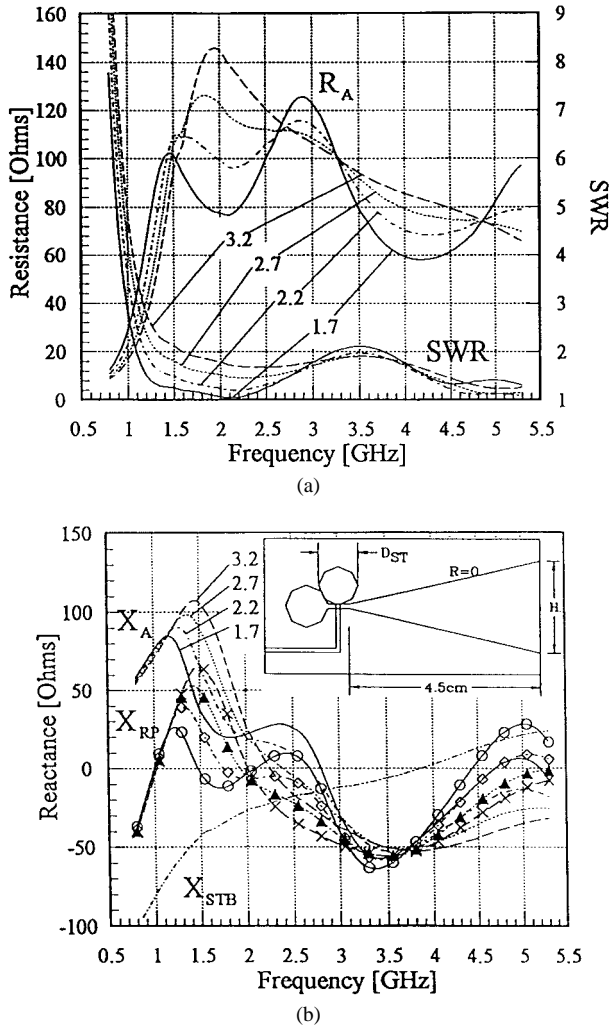 160
140
120
100
80
60
40
20
0
Resistance [Ohms]
9
8
7
6
5
4
3
2
1
SWR
R_A
3.2
2.7
2.2
1.7
SWR
0.5 1 1.5 2 2.5 3 3.5 4 4.5 5 5.5
Frequency [GHz]
(a)
150
100
50
0
-50
-100
Reactance [Ohms]
3.2
2.7
2.2
1.7
X_A
X_RP
X_STB
D_ST
R=0
H
4.5cm
0.5 1 1.5 2 2.5 3 3.5 4 4.5 5 5.5
Frequency [GHz]
(b)